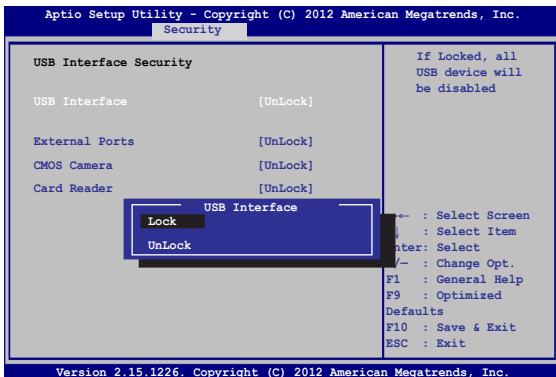 Aptio Setup Utility - Copyright (C) 2012 American Megatrends, Inc.
Security
USB Interface Security
USB Interface [UnLock]
External Ports [UnLock]
CMOS Camera [UnLock]
Card Reader [UnLock]
USB Interface
Lock
UnLock
If Locked, all
USB device will
be disabled
→← : Select Screen
: Select Item
nter: Select
/— : Change Opt.
F1 : General Help
F9 : Optimized
Defaults
F10 : Save & Exit
ESC : Exit
Version 2.15.1226. Copyright (C) 2012 American Megatrends, Inc.